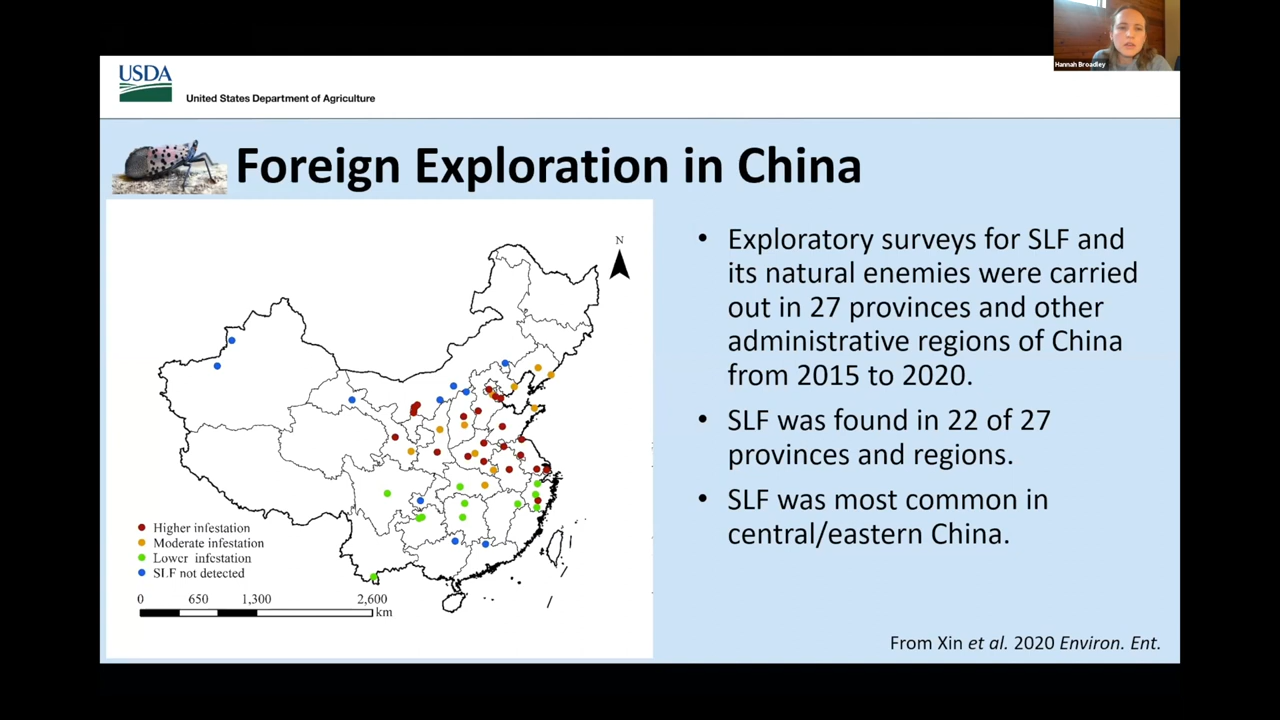 Hannah Broadley
USDA
United States Department of Agriculture
Foreign Exploration in China
N
Higher infestation
Moderate infestation
Lower infestation
SLF not detected
0 650 1,300 2,600
km
• Exploratory surveys for SLF and
its natural enemies were carried
out in 27 provinces and other
administrative regions of China
from 2015 to 2020.
• SLF was found in 22 of 27
provinces and regions.
• SLF was most common in
central/eastern China.
From Xin et al. 2020 Environ. Ent.